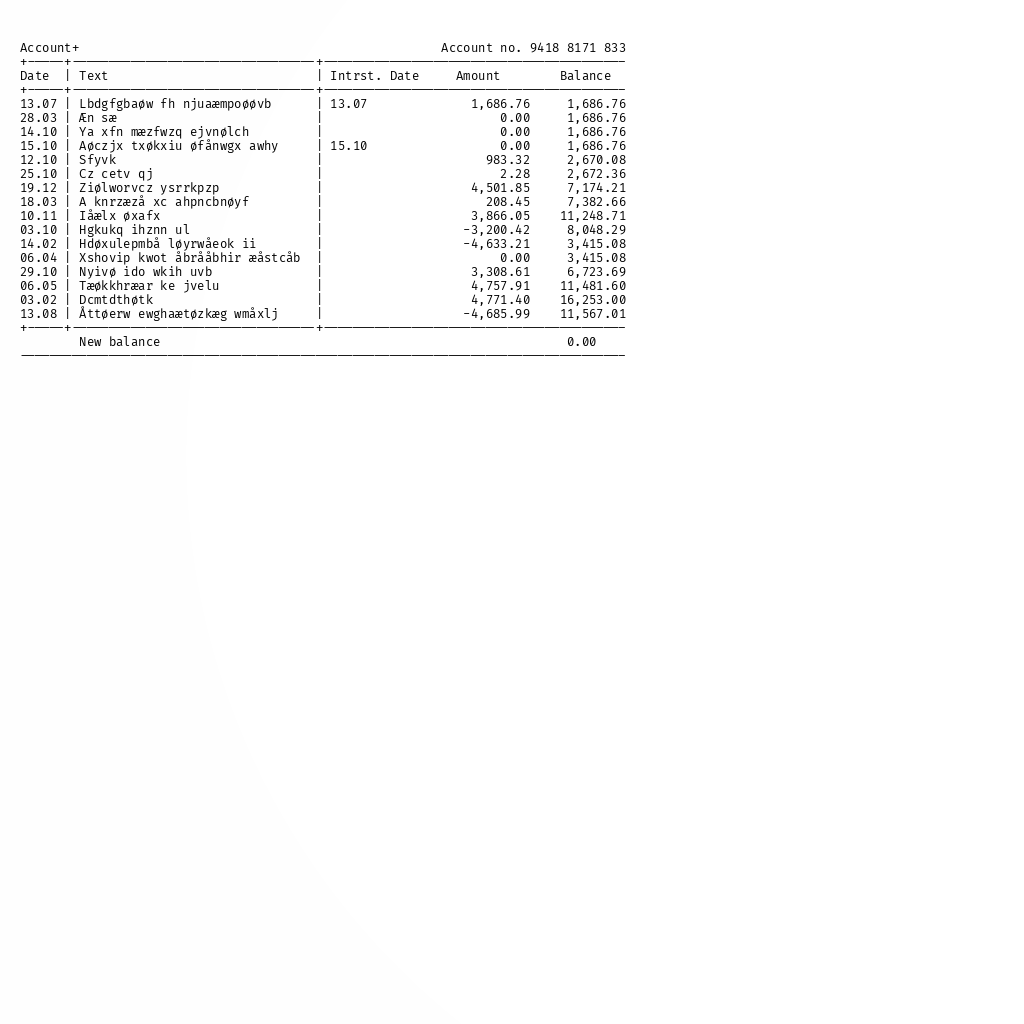 Account+ Account no. 9418 8171 833
Date | Text | Intrst. Date Amount Balance
13.07 | Lbdgfgbaøw fh njuaæmpoøøvb | 13.07 1,686.76 1,686.76
28.03 | Æn sæ | 0.00 1,686.76
14.10 | Ya xfn mæzfwzq ejvnølch | 0.00 1,686.76
15.10 | Aøczjx txøkxiu øfånwgx awhy | 15.10 0.00 1,686.76
12.10 | Sfyvk | 983.32 2,670.08
25.10 | Cz cetv qj | 2.28 2,672.36
19.12 | Ziølworvcz ysrrkpzp | 4,501.85 7,174.21
18.03 | A knrzæzå xc ahpncbnøyf | 208.45 7,382.66
10.11 | Iåælx øxafx | 3,866.05 11,248.71
03.10 | Hgkukq ihznn ul | -3,200.42 8,048.29
14.02 | Hdøxulepmbå løyrwåeok ii | -4,633.21 3,415.08
06.04 | Xshovip kwot åbrååbhir æåstcåb | 0.00 3,415.08
29.10 | Nyivø ido wkih uvb | 3,308.61 6,723.69
06.05 | Tæøkkhræar ke jvelu | 4,757.91 11,481.60
03.02 | Dcmtdthøtk | 4,771.40 16,253.00
13.08 | Åttøerw ewghaætøzkæg wmåxlj | -4,685.99 11,567.01
New balance 0.00